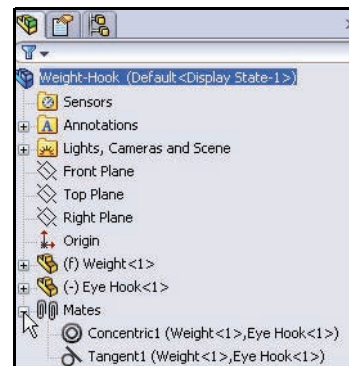 Weight-Hook (Default<Display State-1>)
Sensors
Annotations
Lights, Cameras and Scene
Front Plane
Top Plane
Right Plane
Origin
(f) Weight<1>
(-) Eye Hook<1>
Mates
Concentric1 (Weight<1>,Eye Hook<1>)
Tangent1 (Weight<1>,Eye Hook<1>)